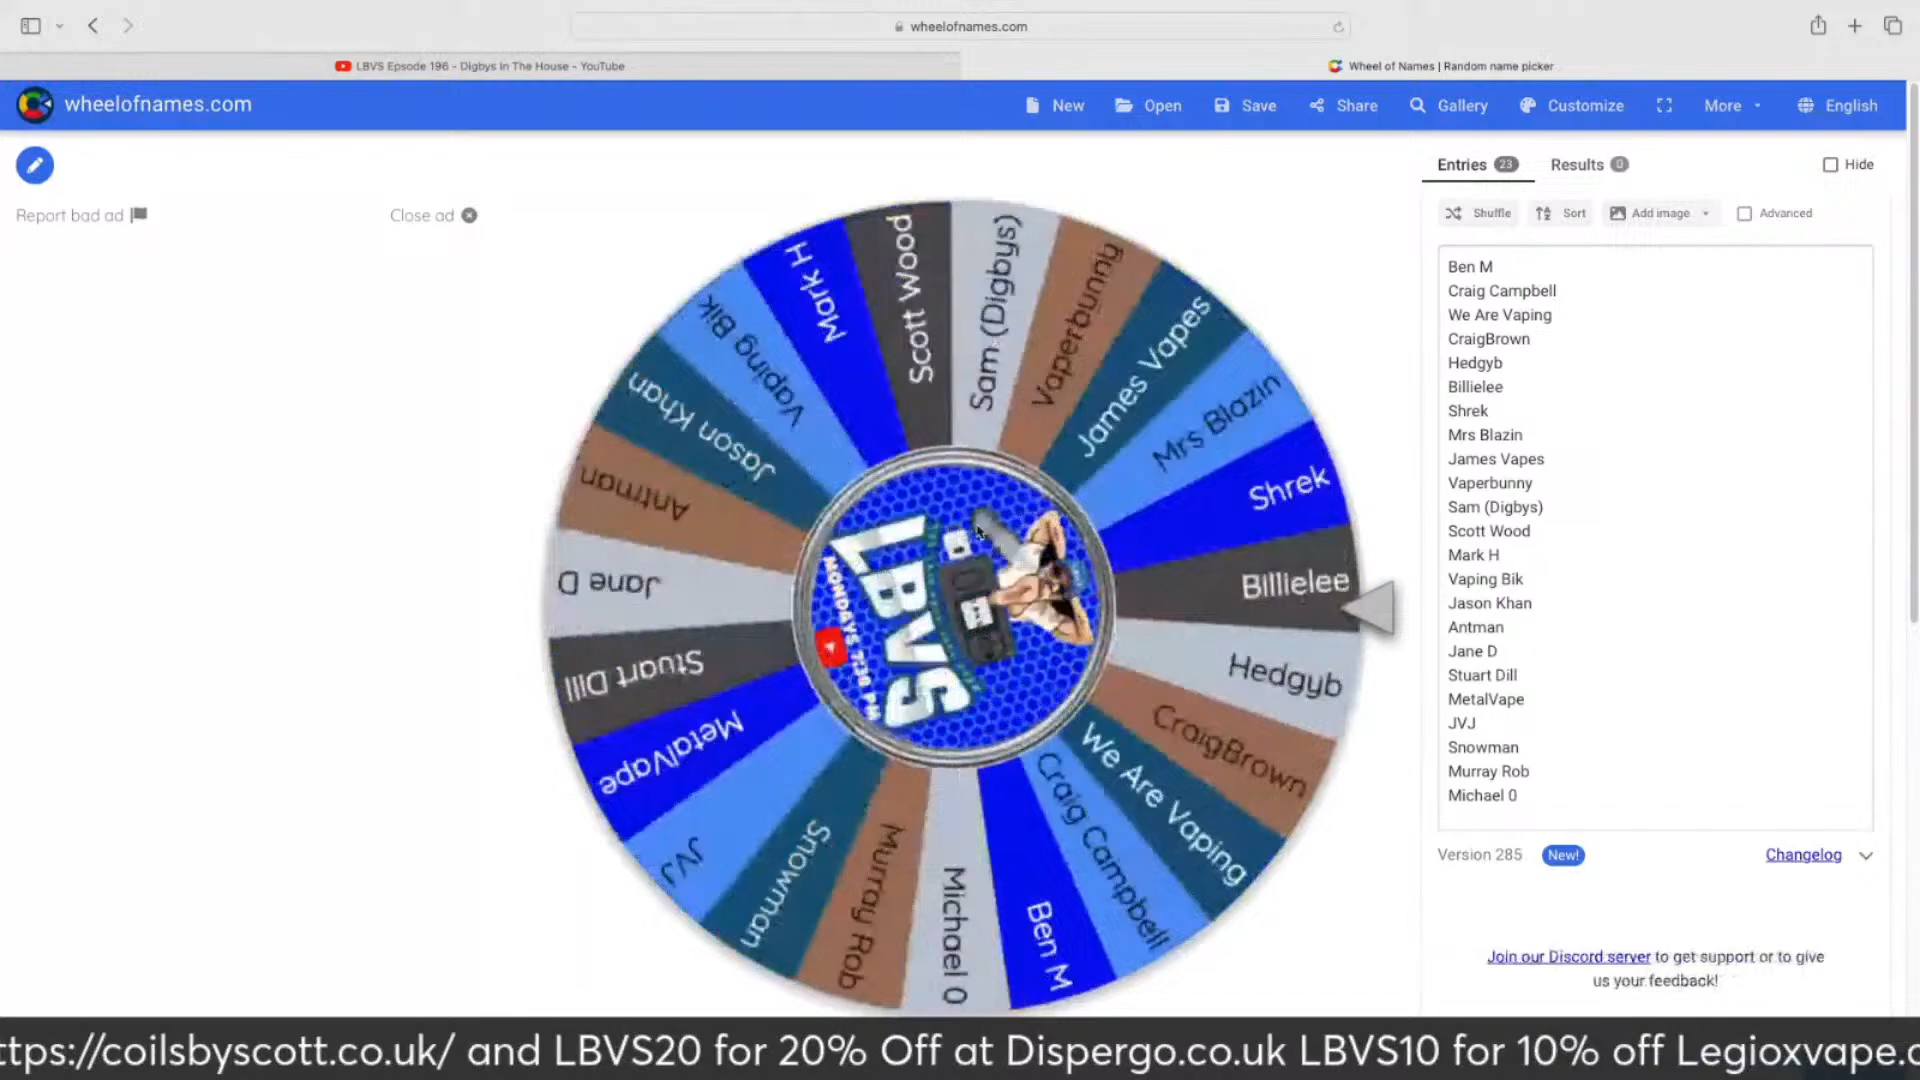 wheelofnames.com
LBVS Epsode 196 - Digbys In The House - YouTube
Wheel of Names | Random name picker
wheelofnames.com
New
Open
Save
Share
Gallery
Customize
More
English
Report bad ad
Close ad
Entries 23
Results 0
Hide
Shuffle
Sort
Add image
Advanced
Scott Wood
Sam (Digbys)
Vaperbunny
James Vapes
Mrs Blazin
Shrek
Billielee
Hedgyb
CraigBrown
We Are Vaping
Craig Campbell
Ben M
Michael 0
Murray Rob
Snowman
JVJ
MetalVape
Stuart Dill
Jane D
Antman
Jason Khan
Vaping Bik
Mark H
LBVS
MONDAYS 7:30 PM
Ben M
Craig Campbell
We Are Vaping
CraigBrown
Hedgyb
Billielee
Shrek
Mrs Blazin
James Vapes
Vaperbunny
Sam (Digbys)
Scott Wood
Mark H
Vaping Bik
Jason Khan
Antman
Jane D
Stuart Dill
MetalVape
JVJ
Snowman
Murray Rob
Michael 0
Version 285 New! Changelog
Join our Discord server to get support or to give
us your feedback!
ttps://coilsbyscott.co.uk/ and LBVS20 for 20% Off at Dispergo.co.uk LBVS10 for 10% off Legioxvape.c